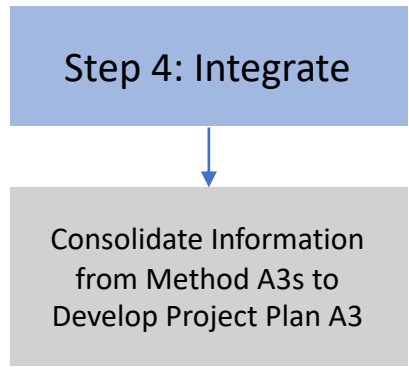 Step 4: Integrate
Consolidate Information
from Method A3s to
Develop Project Plan A3